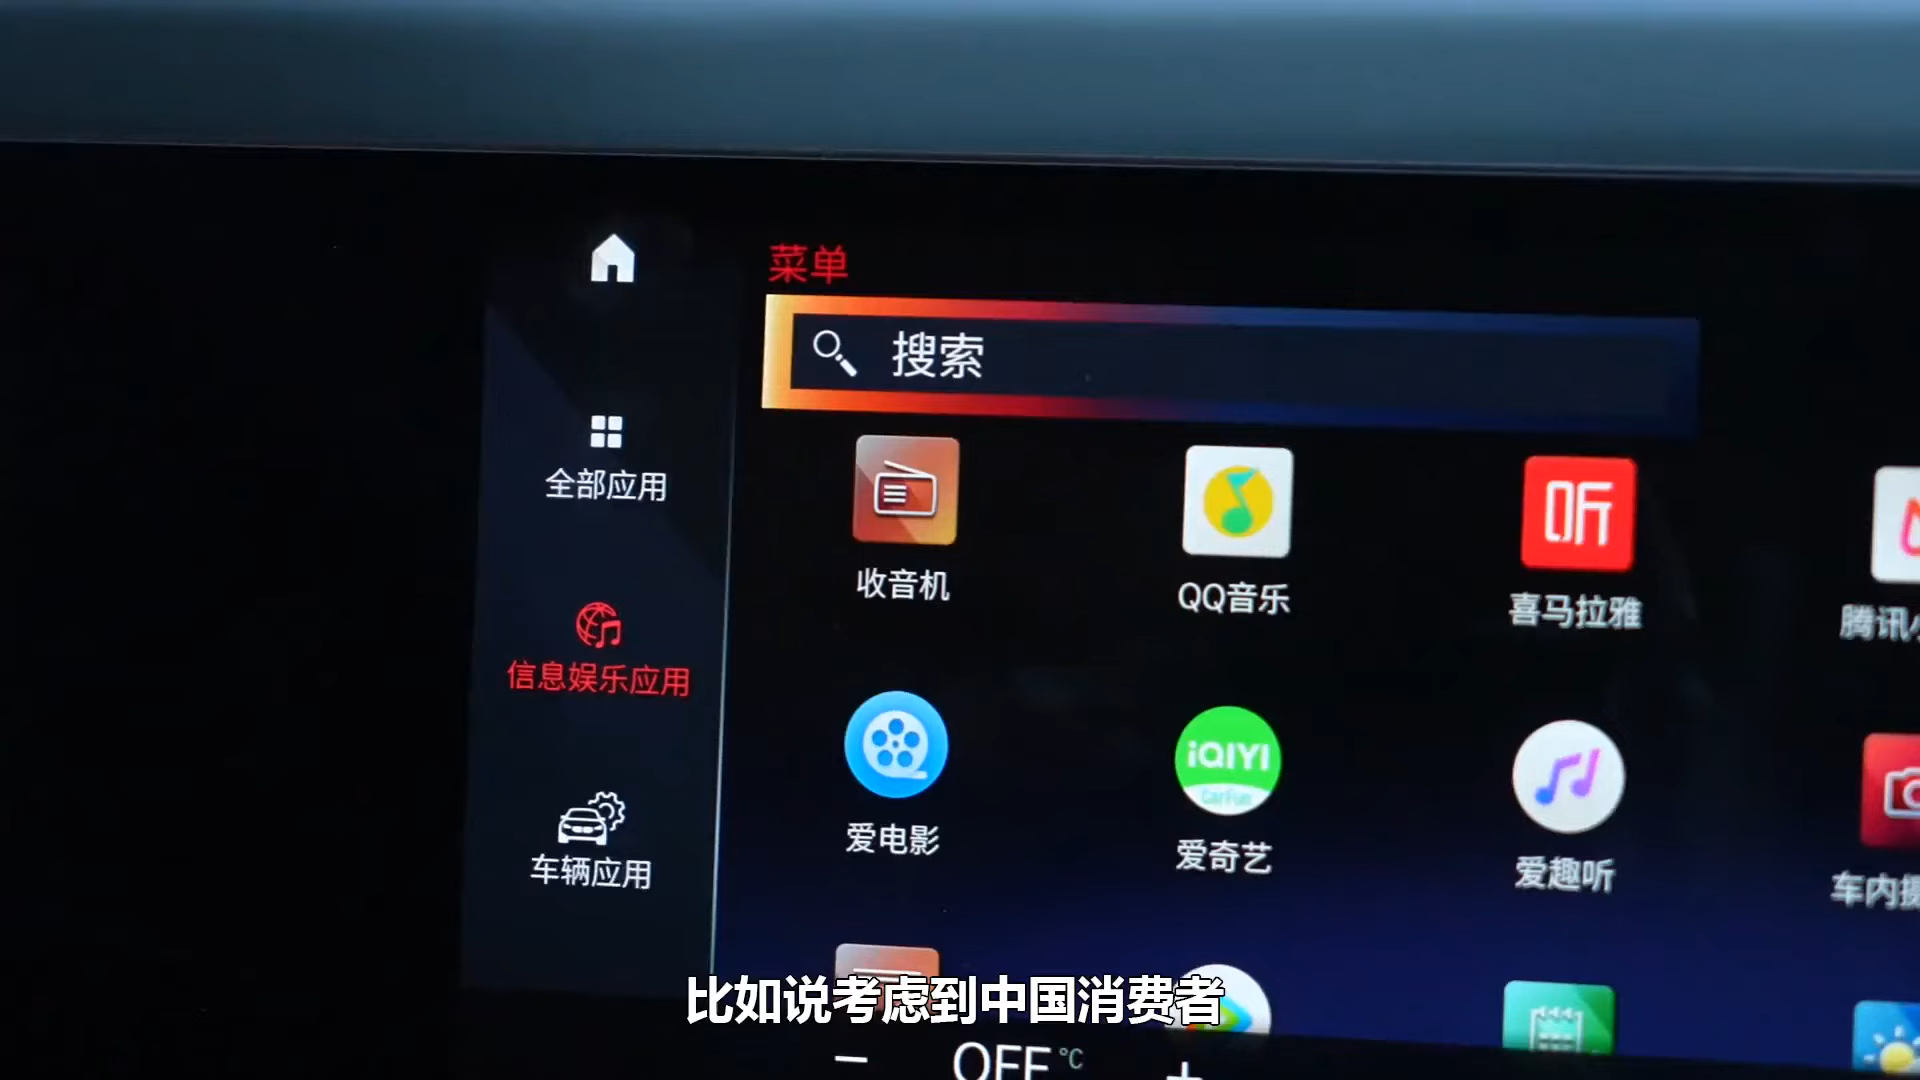 菜单
搜索
全部应用
信息娱乐应用
车辆应用
听
收音机
QQ音乐
喜马拉雅
腾讯
iQIYI
CarFun
爱电影
爱奇艺
爱趣听
车内
比如说考虑到中国消费者
− OFF °C +